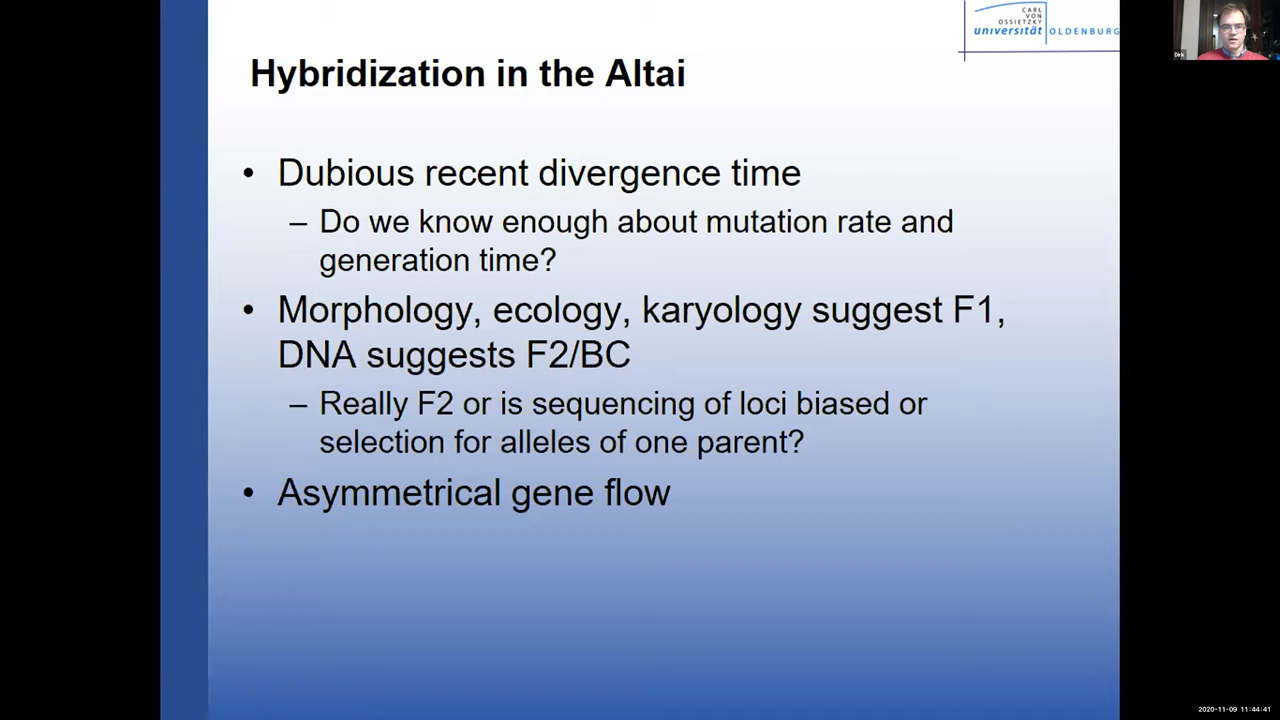 CARL
VON
OSSIETZKY
universität OLDENBURG
Hybridization in the Altai
• Dubious recent divergence time
– Do we know enough about mutation rate and
generation time?
• Morphology, ecology, karyology suggest F1,
DNA suggests F2/BC
– Really F2 or is sequencing of loci biased or
selection for alleles of one parent?
• Asymmetrical gene flow
Dirk
2020-11-09 11:44:41